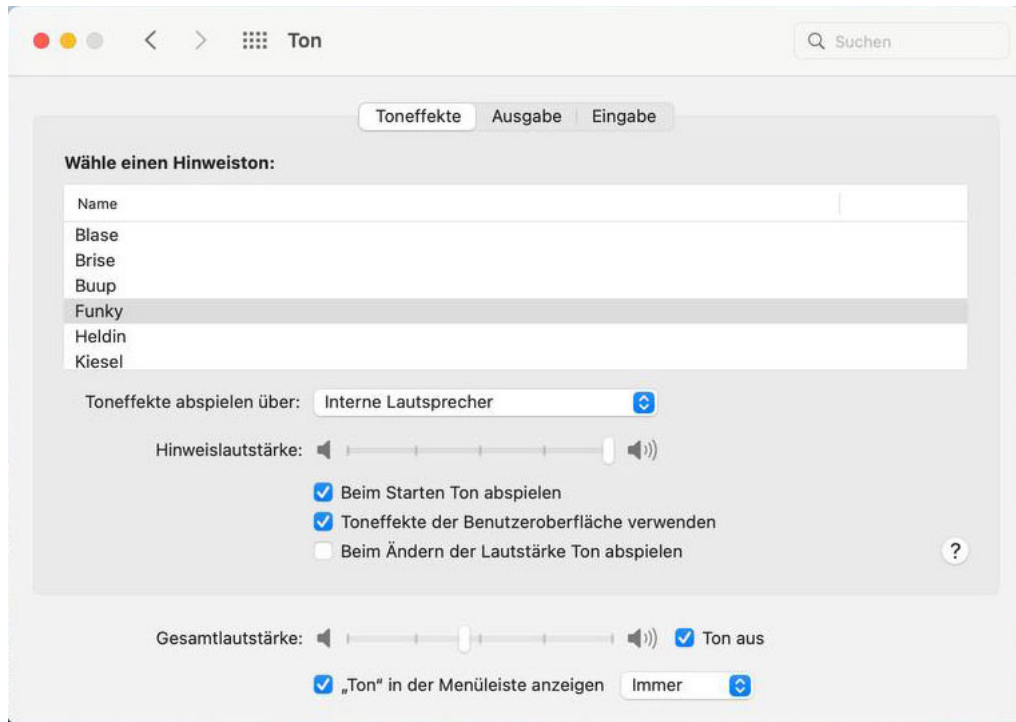 Ton
Suchen
Toneffekte Ausgabe Eingabe
Wähle einen Hinweiston:
Name
Blase
Brise
Buup
Funky
Heldin
Kiesel
Toneffekte abspielen über: Interne Lautsprecher
Hinweislautstärke:
Beim Starten Ton abspielen
Toneffekte der Benutzeroberfläche verwenden
Beim Ändern der Lautstärke Ton abspielen
?
Gesamtlautstärke: Ton aus
„Ton“ in der Menüleiste anzeigen Immer